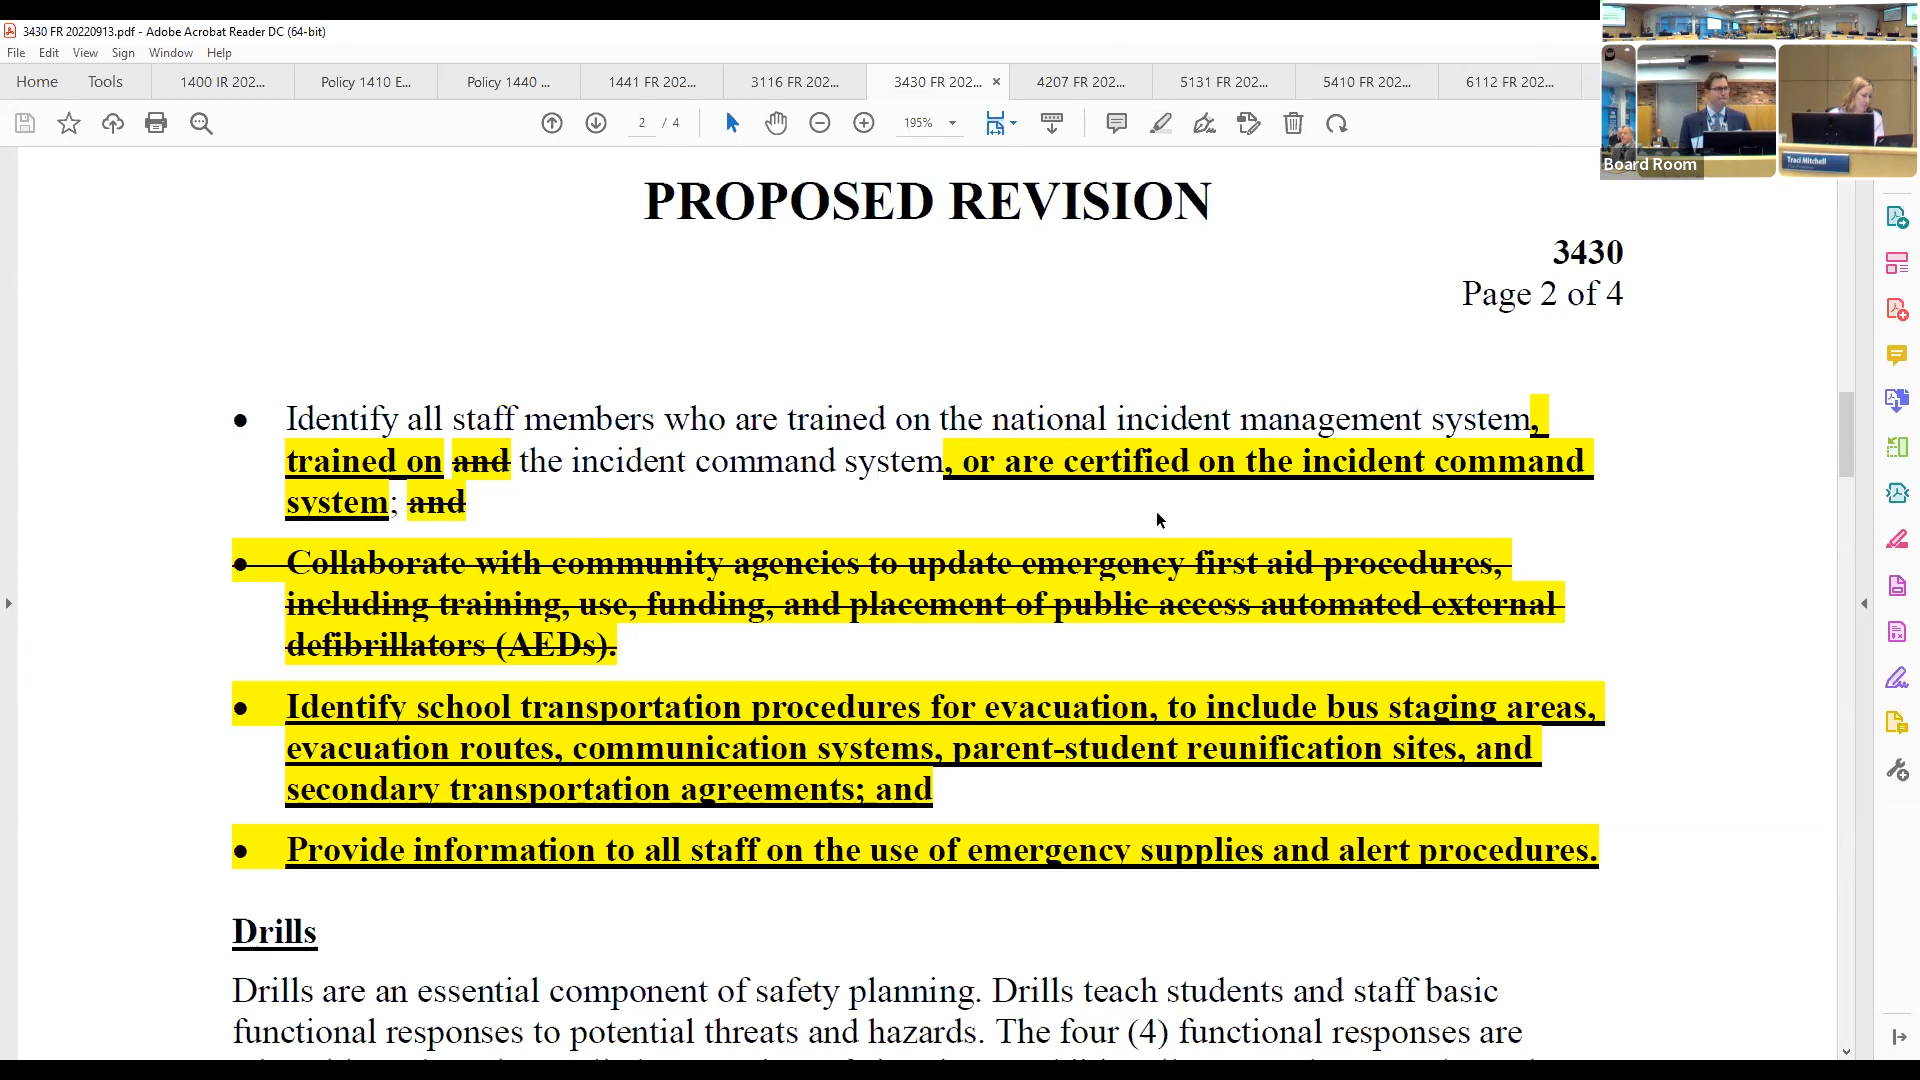 3430 FR 20220913.pdf - Adobe Acrobat Reader DC (64-bit)
File Edit View Sign Window Help
Home Tools 1400 IR 202... Policy 1410 E... Policy 1440 ... 1441 FR 202... 3116 FR 202... 3430 FR 202... × 4207 FR 202... 5131 FR 202... 5410 FR 202... 6112 FR 202...
2 / 4 195%
Board Room
Traci Mitchell
PROPOSED REVISION
3430
Page 2 of 4
• Identify all staff members who are trained on the national incident management system,
trained on and the incident command system, or are certified on the incident command
system; and
• Collaborate with community agencies to update emergency first aid procedures,
including training, use, funding, and placement of public access automated external
defibrillators (AEDs).
• Identify school transportation procedures for evacuation, to include bus staging areas,
evacuation routes, communication systems, parent-student reunification sites, and
secondary transportation agreements; and
• Provide information to all staff on the use of emergency supplies and alert procedures.
Drills
Drills are an essential component of safety planning. Drills teach students and staff basic
functional responses to potential threats and hazards. The four (4) functional responses are